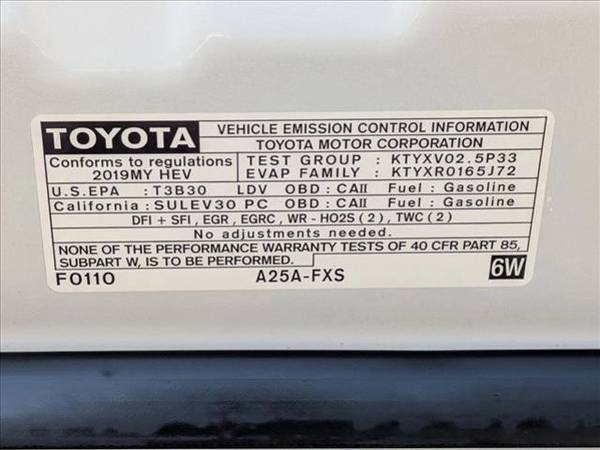 TOYOTA VEHICLE EMISSION CONTROL INFORMATION
TOYOTA MOTOR CORPORATION
Conforms to regulations
2019MY HEV
TEST GROUP : KTYXV02.5P33
EVAP FAMILY : KTYXR0165J72
U.S.EPA : T3B30 LDV OBD : CAII Fuel : Gasoline
California : SULEV30 PC OBD : CAII Fuel : Gasoline
DFI + SFI , EGR , EGRC , WR - HO2S ( 2 ) , TWC ( 2 )
No adjustments needed.
NONE OF THE PERFORMANCE WARRANTY TESTS OF 40 CFR PART 85,
SUBPART W, IS TO BE PERFORMED.
F0110 A25A-FXS 6W